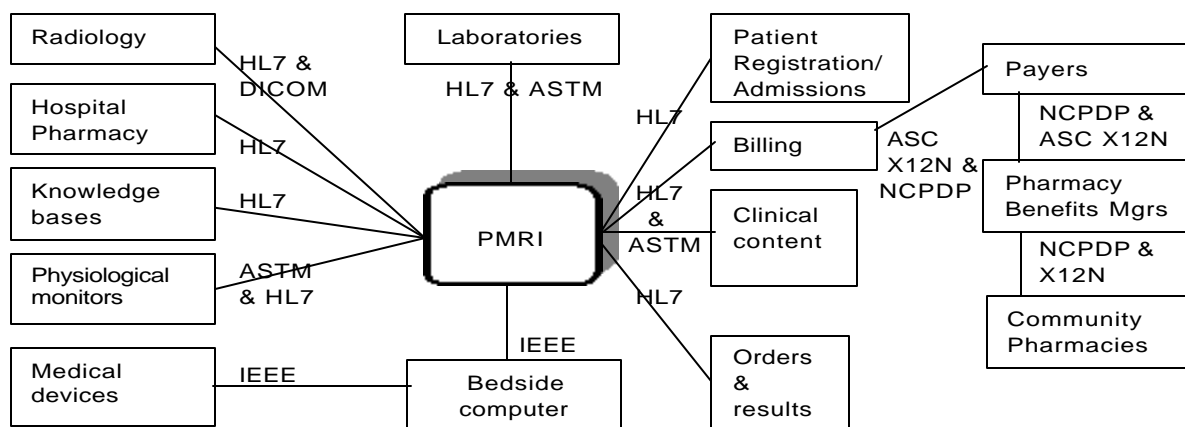 Radiology
HL7 &
DICOM
Hospital
Pharmacy
HL7
Knowledge
bases
HL7
Physiological
monitors
ASTM
& HL7
Medical
devices
IEEE
Laboratories
HL7 & ASTM
PMRI
IEEE
Bedside
computer
Patient
Registration/
Admissions
HL7
Billing
HL7
&
ASTM
Clinical
content
HL7
Orders
&
results
ASC
X12N &
NCPDP
Payers
NCPDP &
ASC X12N
Pharmacy
Benefits Mgrs
NCPDP &
X12N
Community
Pharmacies